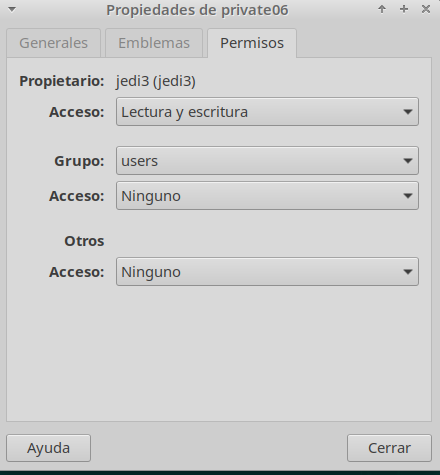 Propiedades de private06
Generales Emblemas Permisos
Propietario: jedi3 (jedi3)
Acceso: Lectura y escritura
Grupo: users
Acceso: Ninguno
Otros
Acceso: Ninguno
Ayuda Cerrar